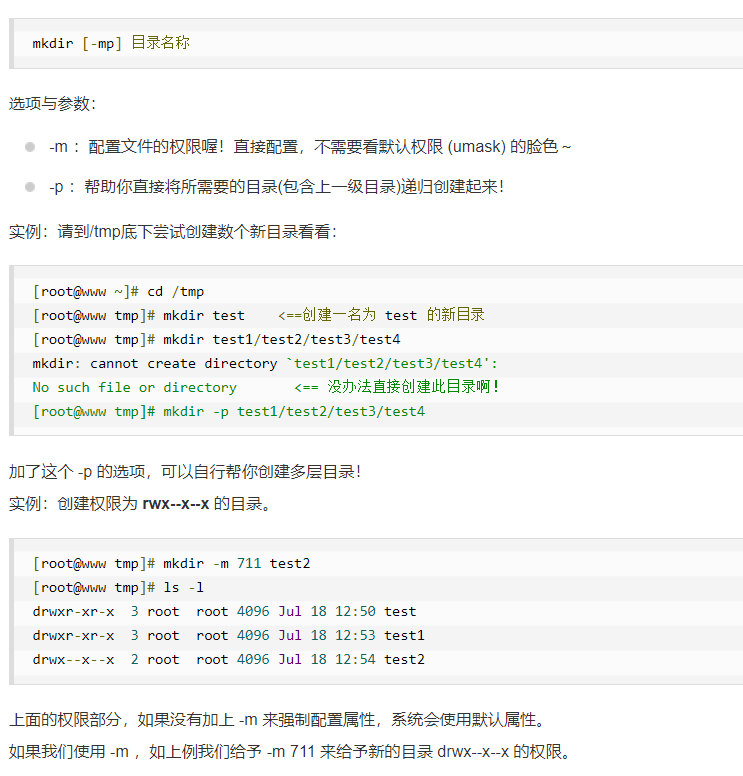 mkdir [-mp] 目录名称
选项与参数：
-m ：配置文件的权限喔！直接配置，不需要看默认权限 (umask) 的脸色～
-p ：帮助你直接将所需要的目录(包含上一级目录)递归创建起来！
实例：请到/tmp底下尝试创建数个新目录看看：
[root@www ~]# cd /tmp
[root@www tmp]# mkdir test    <==创建一名为 test 的新目录
[root@www tmp]# mkdir test1/test2/test3/test4
mkdir: cannot create directory `test1/test2/test3/test4':
No such file or directory       <== 没办法直接创建此目录啊！
[root@www tmp]# mkdir -p test1/test2/test3/test4
加了这个 -p 的选项，可以自行帮你创建多层目录！
实例：创建权限为 rwx--x--x 的目录。
[root@www tmp]# mkdir -m 711 test2
[root@www tmp]# ls -l
drwxr-xr-x  3 root  root 4096 Jul 18 12:50 test
drwxr-xr-x  3 root  root 4096 Jul 18 12:53 test1
drwx--x--x  2 root  root 4096 Jul 18 12:54 test2
上面的权限部分，如果没有加上 -m 来强制配置属性，系统会使用默认属性。
如果我们使用 -m ，如上例我们给予 -m 711 来给予新的目录 drwx--x--x 的权限。